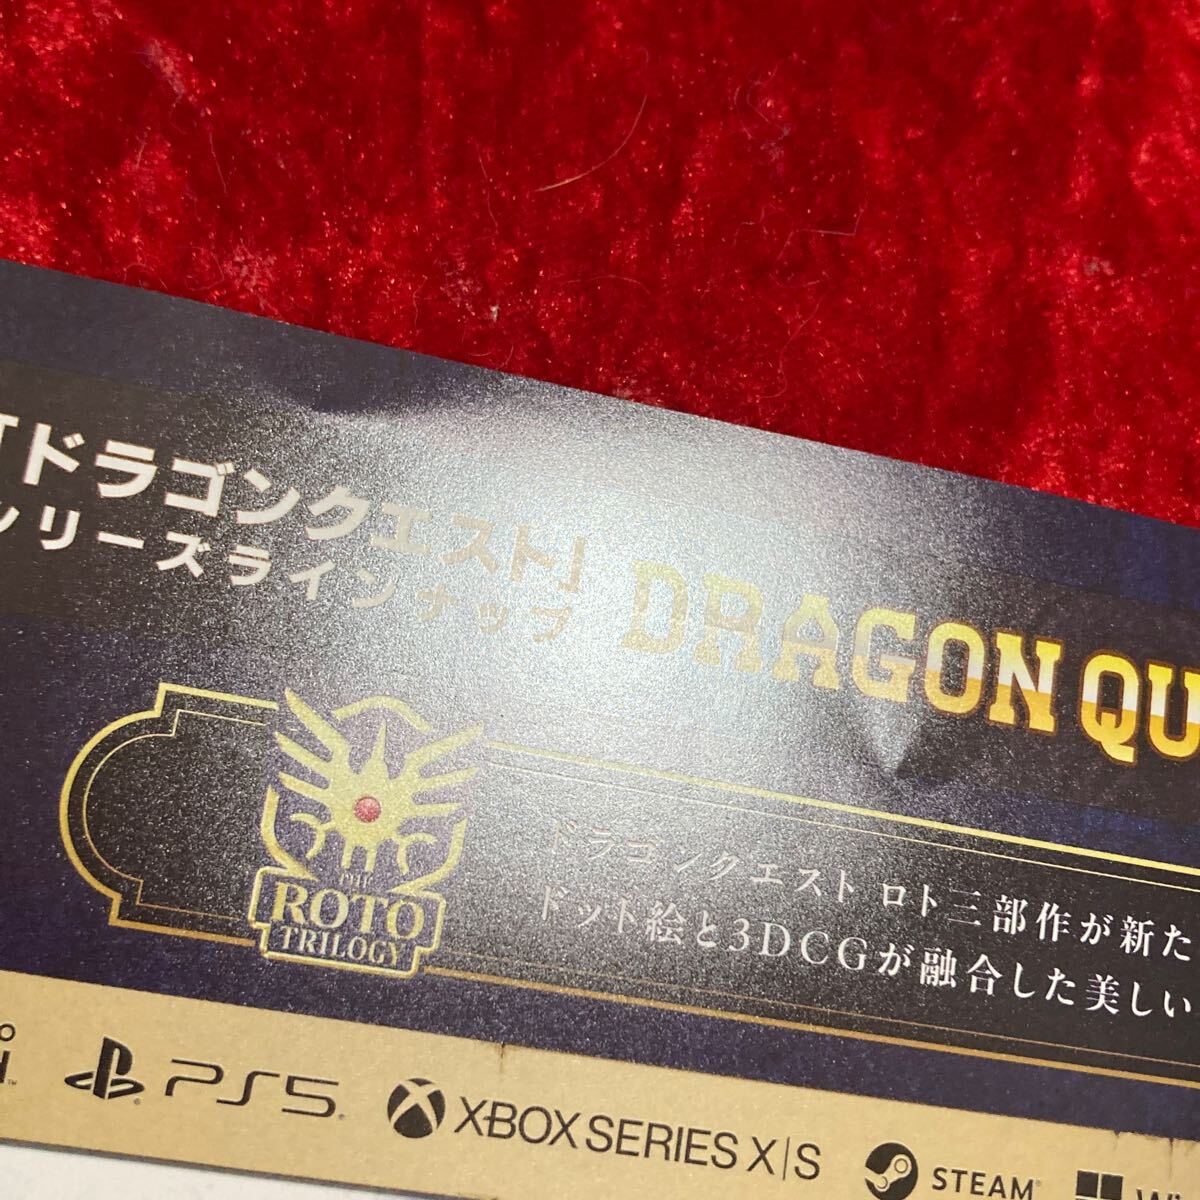 「ドラゴンクエスト」
シリーズラインナップ
DRAGON QU
THE
ROTO
TRILOGY
ドラゴンクエスト ロト三部作が新た
ドット絵と3DCGが融合した美しい
PS5
XBOX SERIES X|S
STEAM